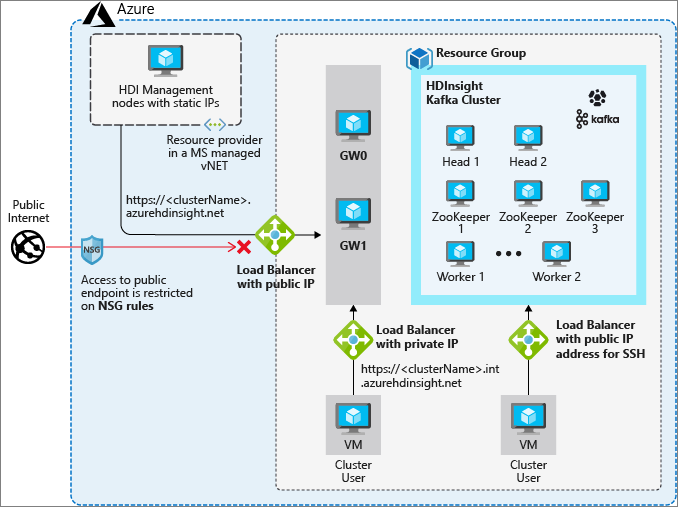 Azure
HDI Management
nodes with static IPs
Resource provider
in a MS managed
vNET
https://<clusterName>.
azurehdinsight.net
Public
Internet
NSG
Access to public
endpoint is restricted
on NSG rules
Load Balancer
with public IP
GW0
GW1
Resource Group
HDInsight
Kafka Cluster
kafka
Head 1
Head 2
ZooKeeper
1
ZooKeeper
2
ZooKeeper
3
Worker 1
Worker 2
Load Balancer
with private IP
https://<clusterName>.int
.azurehdinsight.net
VM
Cluster
User
Load Balancer
with public IP
address for SSH
VM
Cluster
User